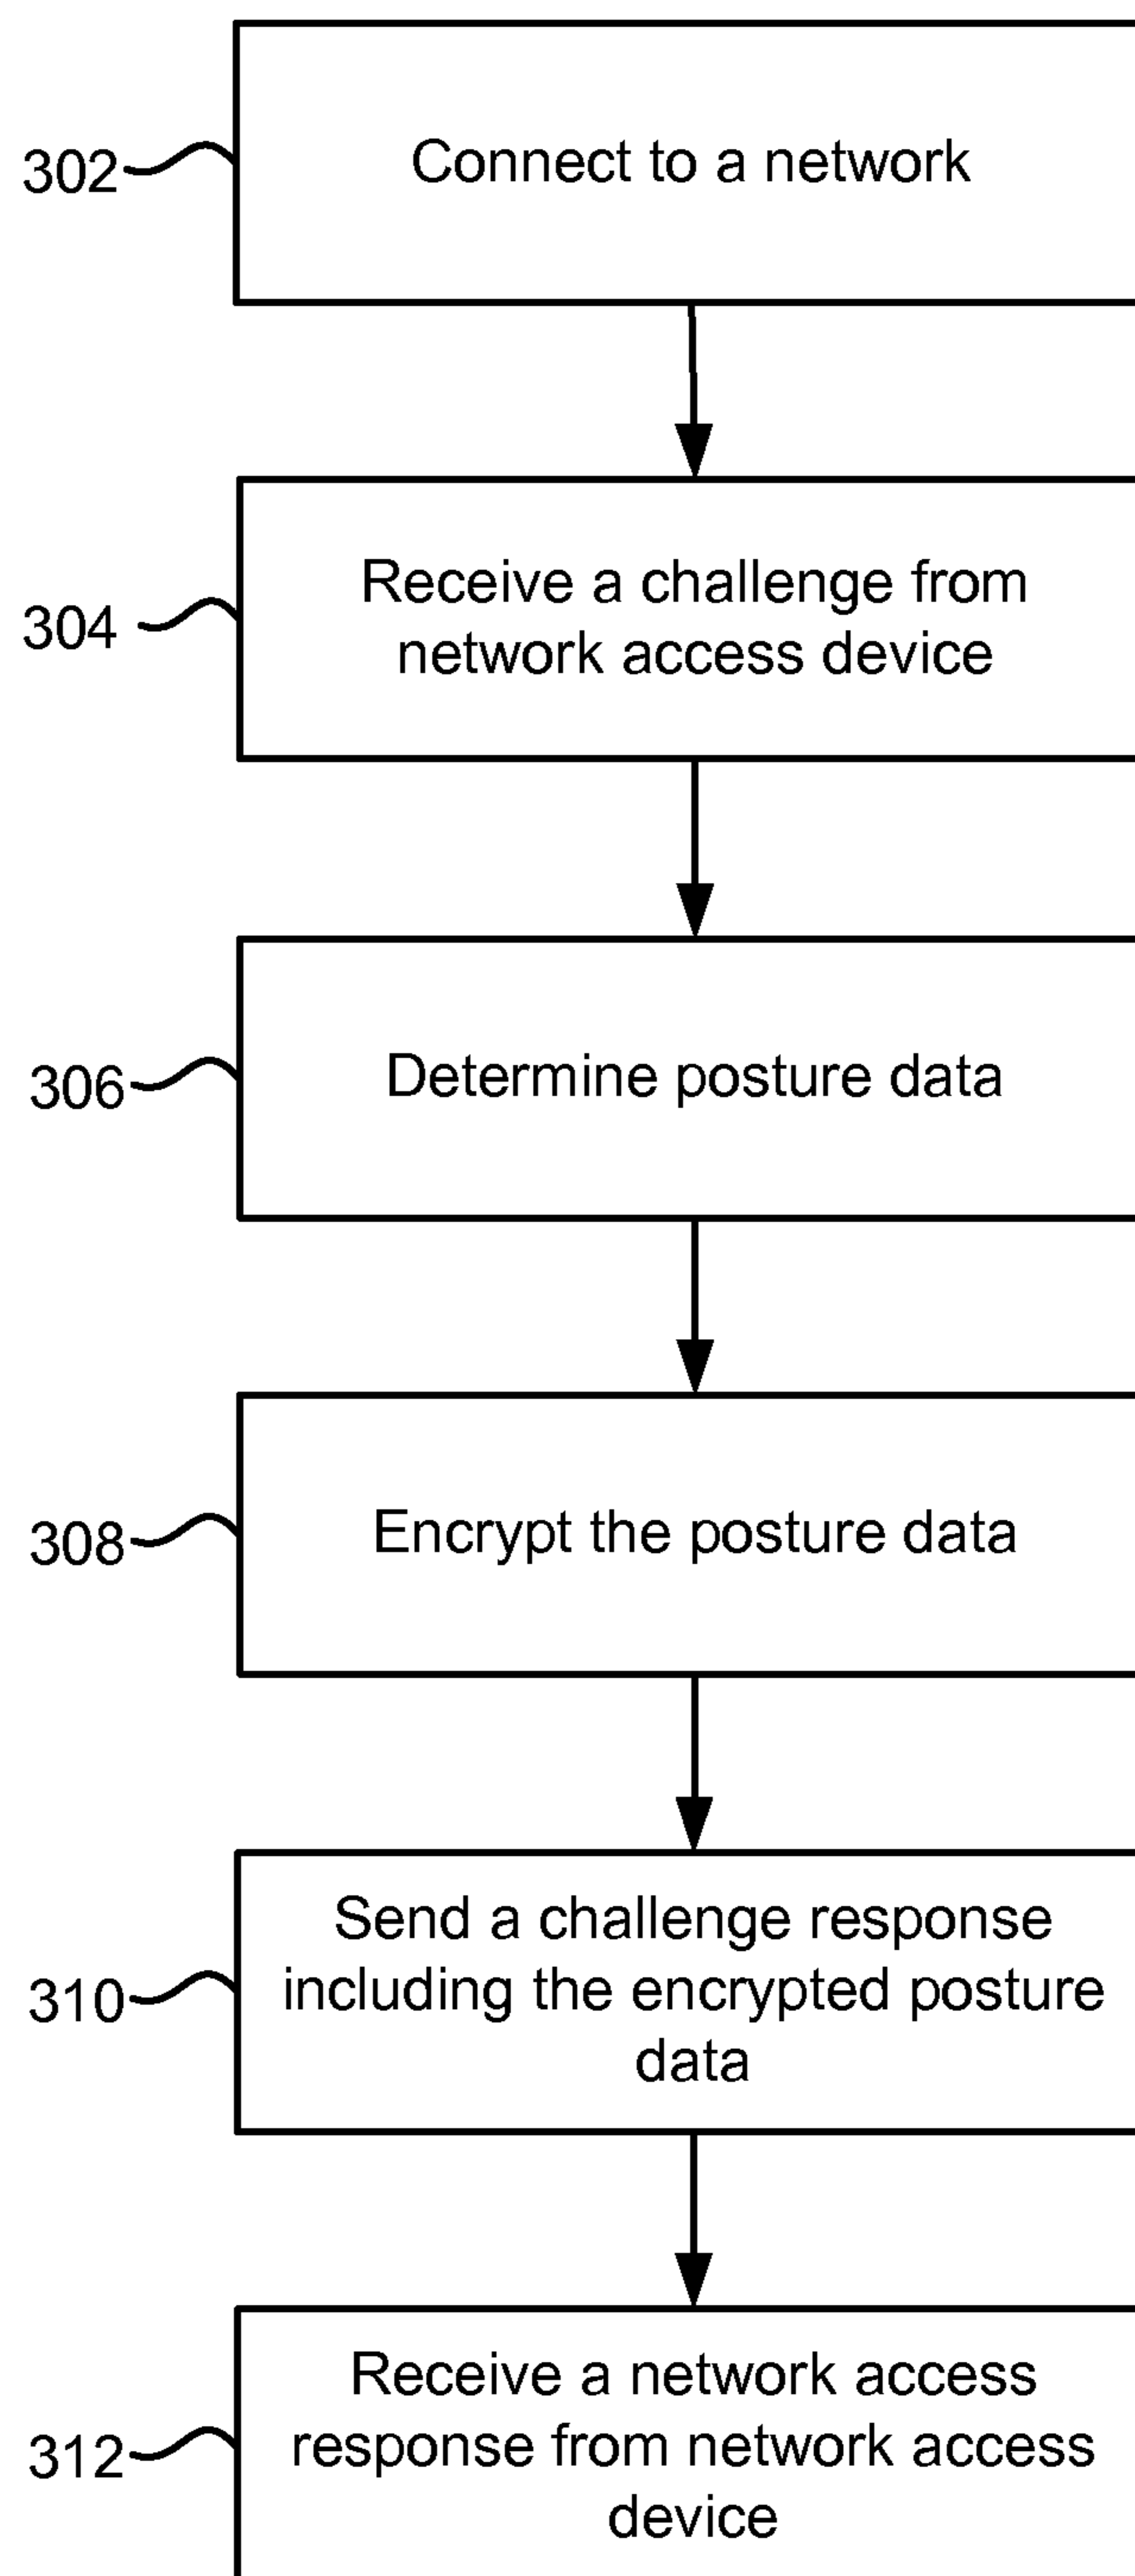 302
Connect to a network
304
Receive a challenge from
network access device
306
Determine posture data
308
Encrypt the posture data
310
Send a challenge response
including the encrypted posture
data
312
Receive a network access
response from network access
device